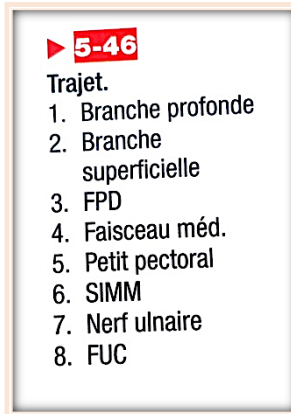 ▶ 5-46
Trajet.
1. Branche profonde
2. Branche
superficielle
3. FPD
4. Faisceau méd.
5. Petit pectoral
6. SIMM
7. Nerf ulnaire
8. FUC